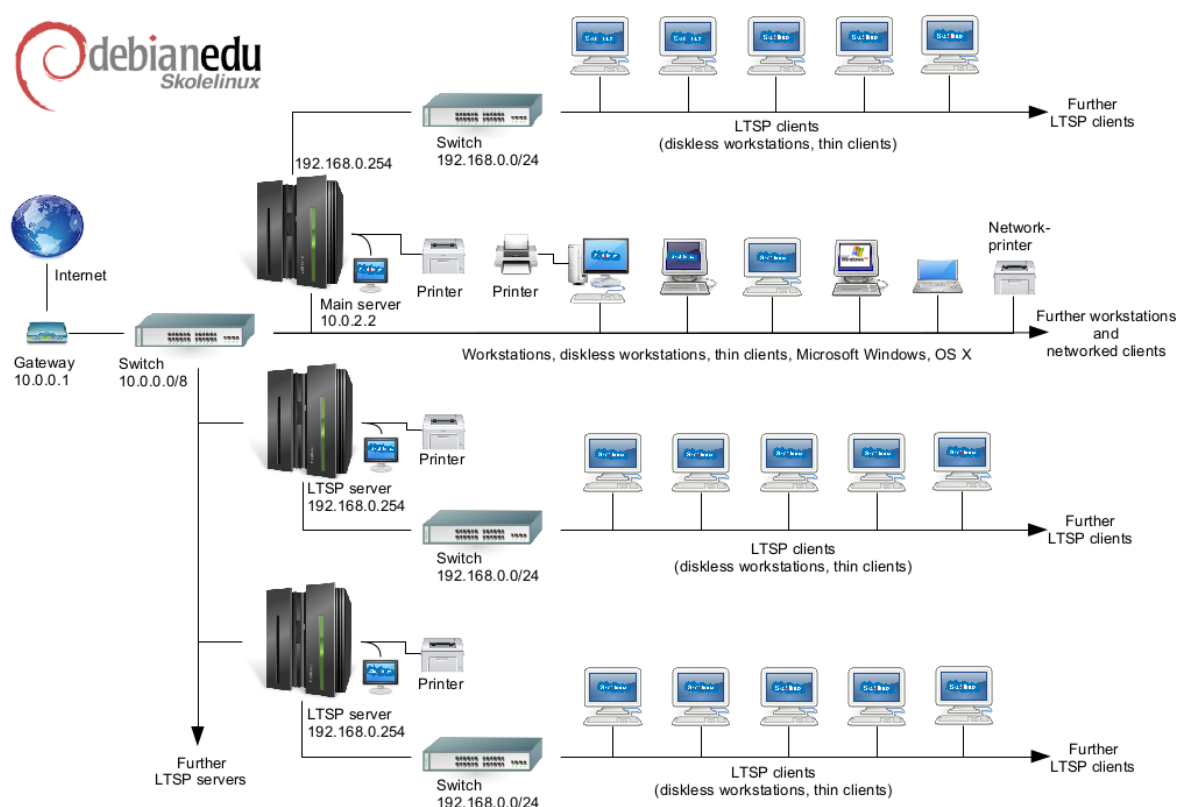 debianedu
Skolelinux
Further
LTSP clients
LTSP clients
(diskless workstations, thin clients)
Switch
192.168.0.0/24
192.168.0.254
Internet
Printer
Printer
Network-
printer
Main server
10.0.2.2
Gateway
10.0.0.1
Switch
10.0.0.0/8
Workstations, diskless workstations, thin clients, Microsoft Windows, OS X
Further workstations
and
networked clients
Printer
LTSP server
192.168.0.254
Switch
192.168.0.0/24
LTSP clients
(diskless workstations, thin clients)
Further
LTSP clients
Printer
LTSP server
192.168.0.254
Switch
192.168.0.0/24
LTSP clients
(diskless workstations, thin clients)
Further
LTSP clients
Further
LTSP servers